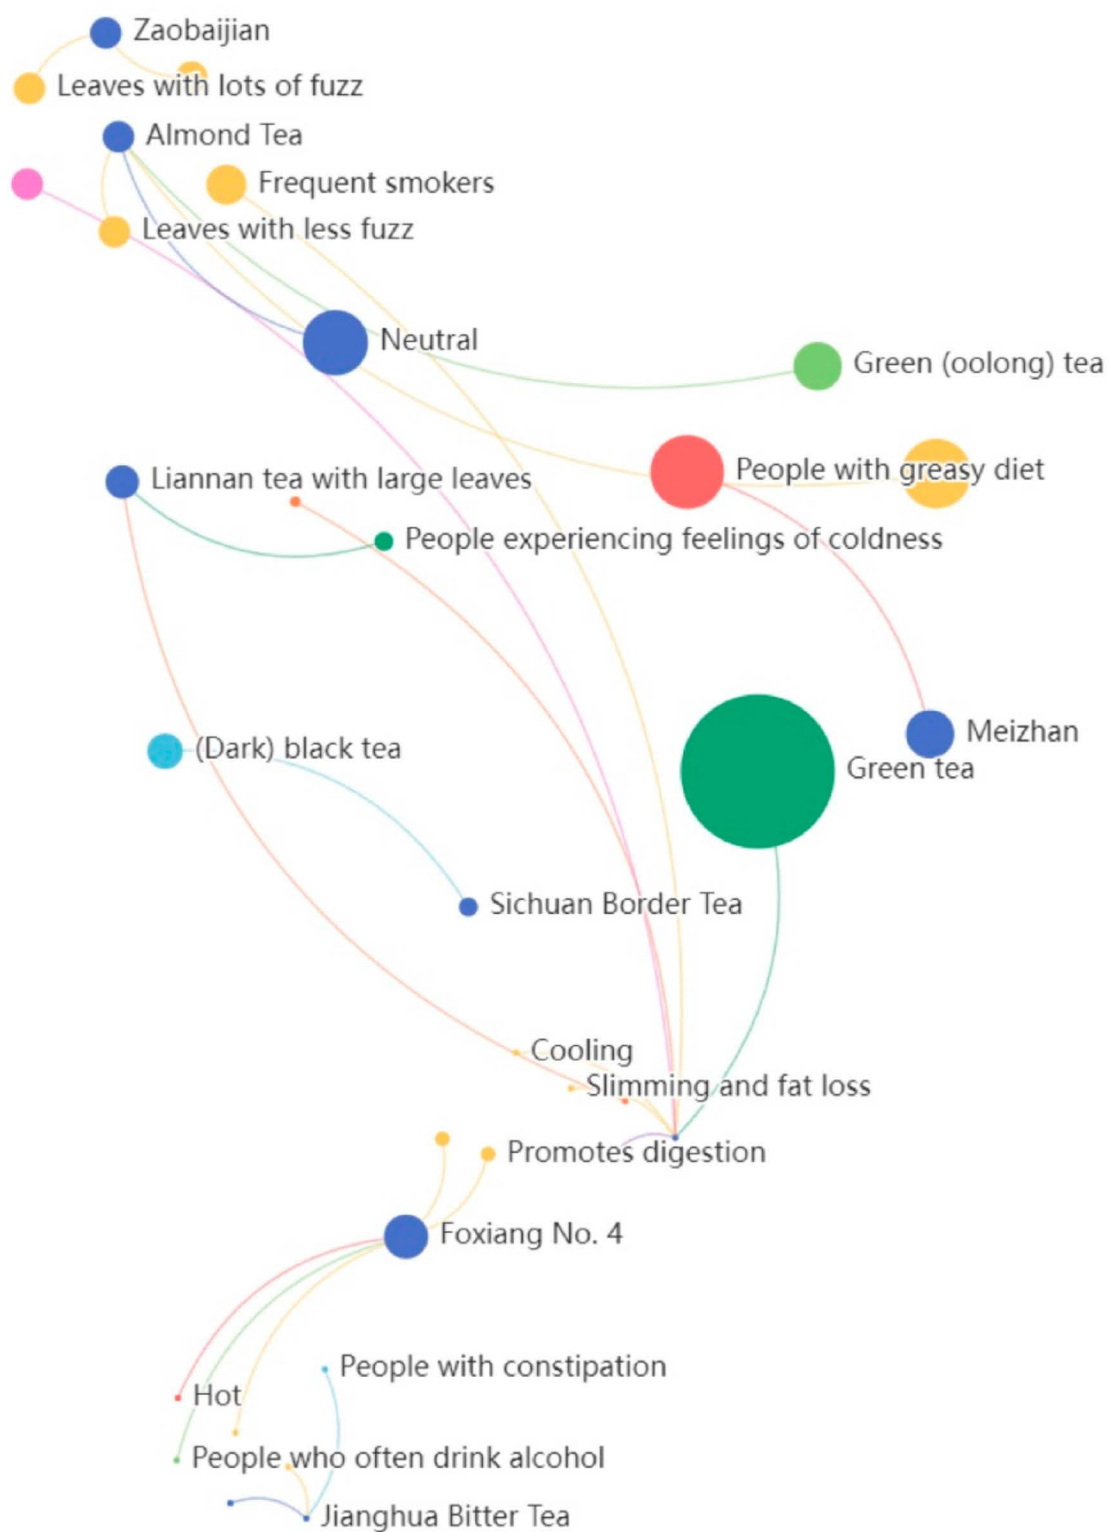 Zaobaijian
Leaves with lots of fuzz
Almond Tea
Frequent smokers
Leaves with less fuzz
Neutral
Green (oolong) tea
People with greasy diet
Liannan tea with large leaves
People experiencing feelings of coldness
Meizhan
(Dark) black tea
Green tea
Sichuan Border Tea
Cooling
Slimming and fat loss
Promotes digestion
Foxiang No. 4
People with constipation
Hot
People who often drink alcohol
Jianghua Bitter Tea